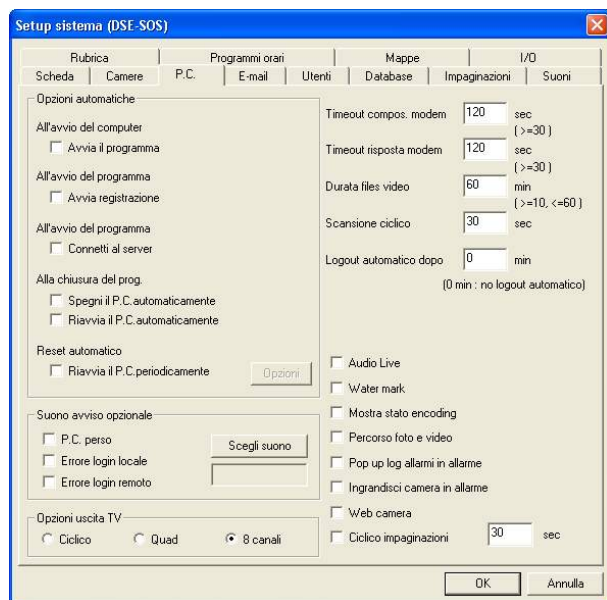 Setup sistema (DSE-SOS)
Rubrica Programmi orari Mappe I/O
Scheda Camere P.C. E-mail Utenti Database Impaginazioni Suoni
Opzioni automatiche
All'avvio del computer
Avvia il programma
All'avvio del programma
Avvia registrazione
All'avvio del programma
Connetti al server
Alla chiusura del prog.
Spegni il P.C.automaticamente
Riavvia il P.C.automaticamente
Reset automatico
Riavvia il P.C.periodicamente Opzioni
Suono avviso opzionale
P.C. perso
Errore login locale
Errore login remoto
Scegli suono
Opzioni uscita TV
Ciclico Quad 8 canali
Timeout compos. modem 120 sec
( >=30 )
Timeout risposta modem 120 sec
( >=30 )
Durata files video 60 min
( >=10, <=60 )
Scansione ciclico 30 sec
Logout automatico dopo 0 min
(0 min : no logout automatico)
Audio Live
Water mark
Mostra stato encoding
Percorso foto e video
Pop up log allarmi in allarme
Ingrandisci camera in allarme
Web camera
Ciclico impaginazioni 30 sec
OK Annulla